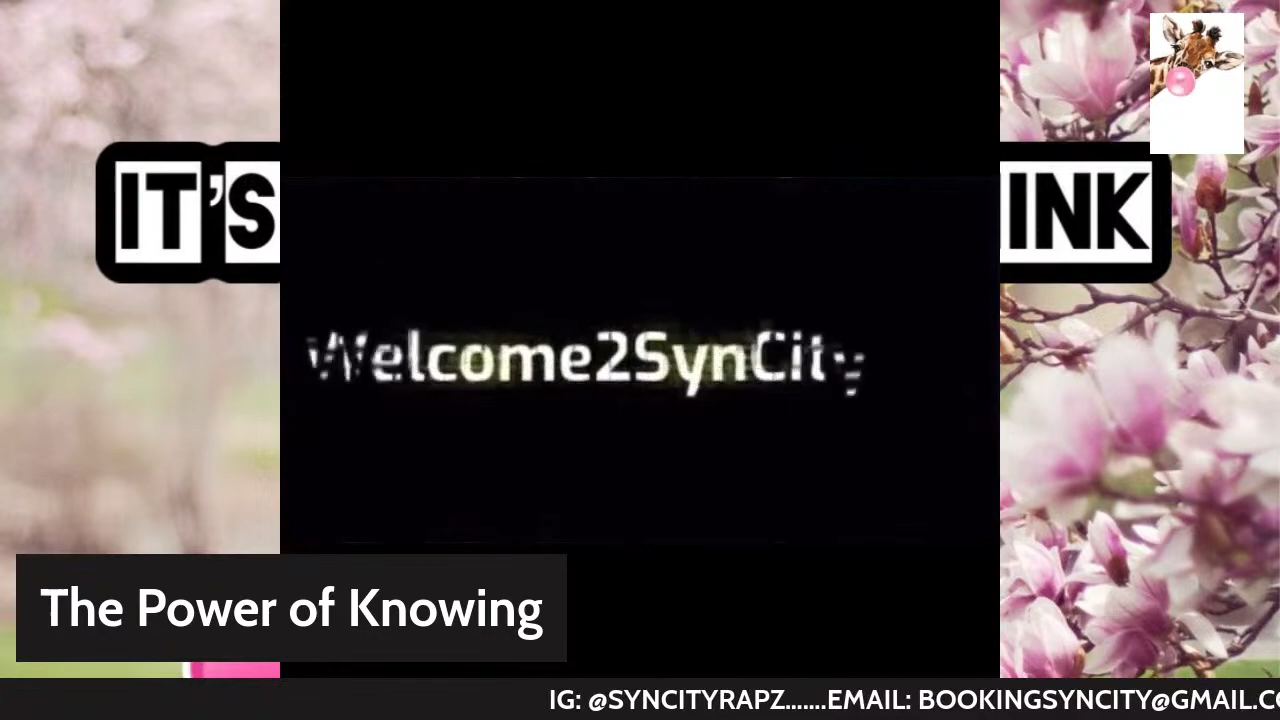 IT'S
INK
Welcome2SynCity
The Power of Knowing
IG: @SYNCITYRAPZ.......EMAIL: BOOKINGSYNCITY@GMAIL.C